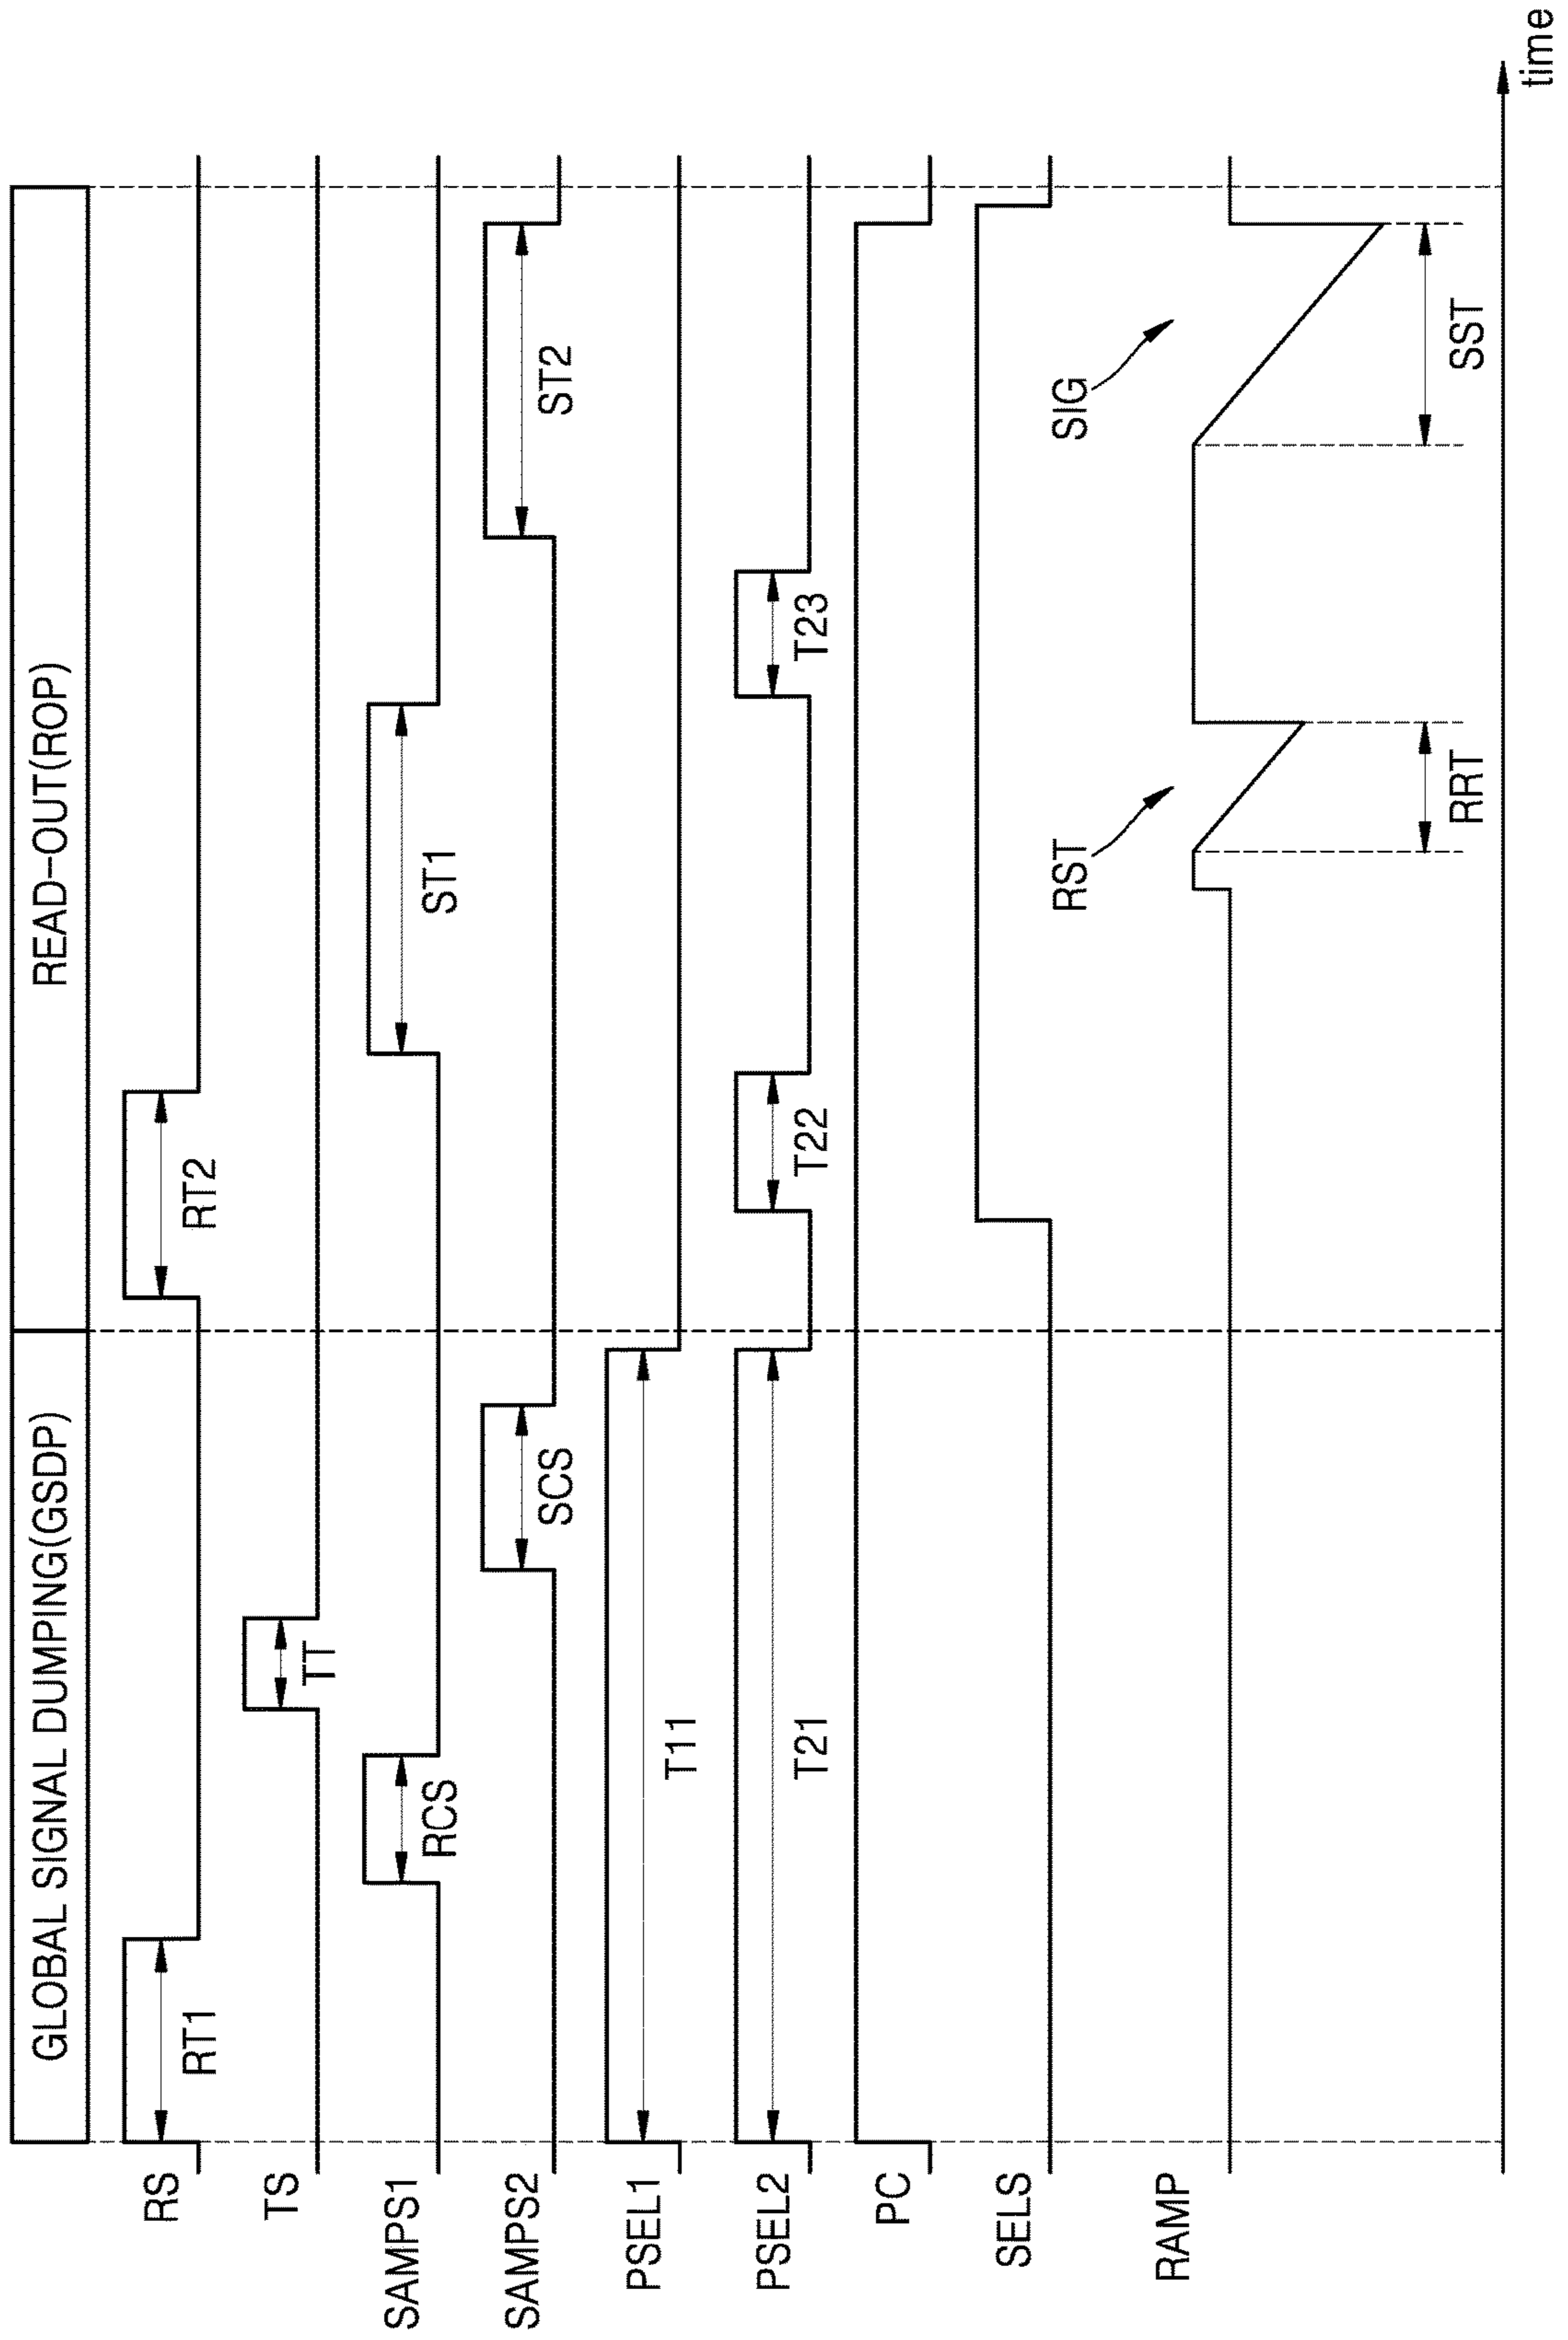 GLOBAL SIGNAL DUMPING(GSDP)
READ-OUT(ROP)
RS
RT1
RT2
TS
TT
SAMPS1
RCS
ST1
SAMPS2
SCS
ST2
PSEL1
T11
PSEL2
T21
T22
T23
PC
SELS
RAMP
RST
SIG
RRT
SST
time